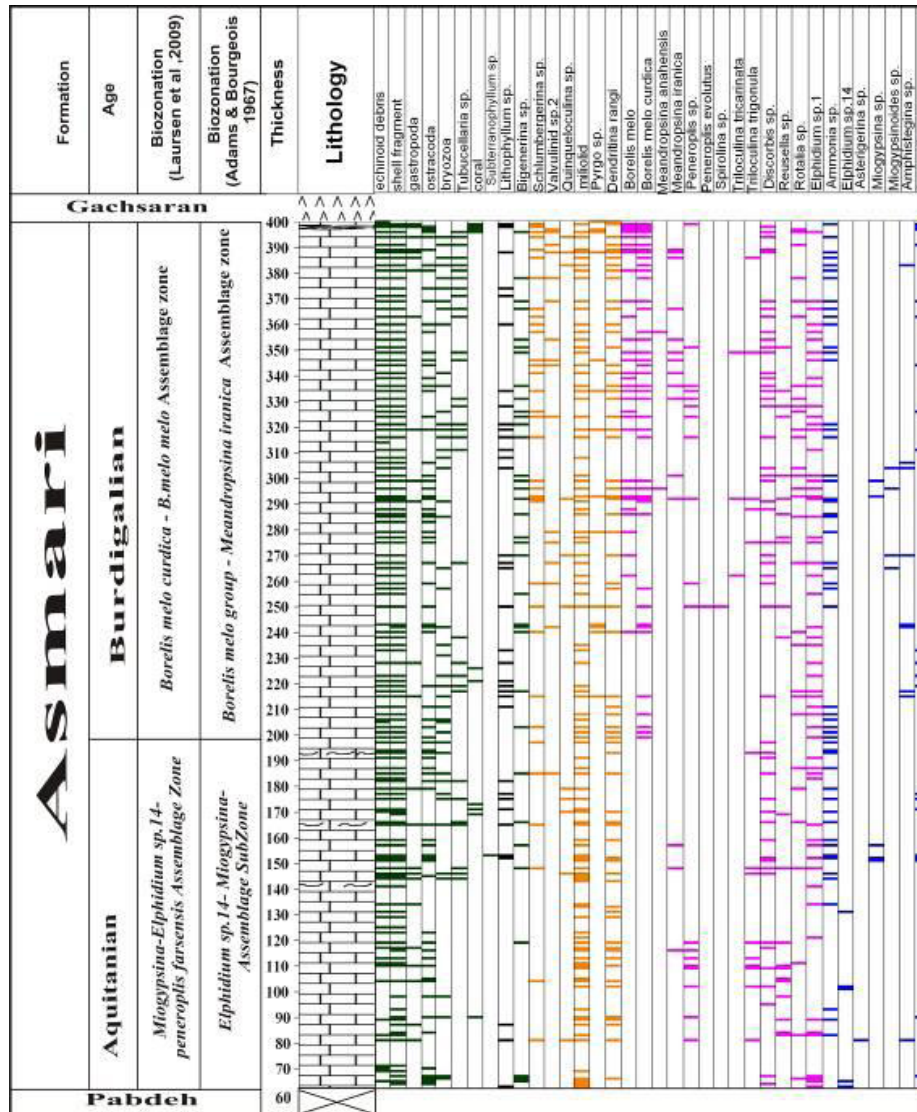 Formation
Age
Biozonation
(Laursen et al ,2009)
Biozonation
(Adams & Bourgeois
1967)
Thickness
Lithology
echinoid debris
shell fragment
gastropoda
ostracoda
bryozoa
Tubucellaria sp.
coral
Subterranophyllum sp.
Lithophyllum sp.
Bigenerina sp.
Schlumbergerina sp.
Valvulinid sp.2
Quinqueloculina sp.
miliolid
Pyrgo sp.
Dendritina rangi
Borelis melo
Borelis melo curdica
Meandropsina anahensis
Meandropsina iranica
Peneroplis sp.
Peneroplis evolutus
Spirolina sp.
Triloculina tricarinata
Triloculina trigonula
Discorbis sp.
Reusella sp.
Rotalia sp.
Elphidium sp.1
Ammonia sp.
Elphidium sp.14
Asterigerina sp.
Miogypsina sp.
Miogypsinoides sp.
Amphistegina sp.
Gachsaran
Asmari
Burdigalian
Borelis melo curdica - B.melo melo Assemblage zone
Borelis melo group - Meandropsina iranica Assemblage zone
Aquitanian
Miogypsina-Elphidium sp.14-
peneroplis farsensis Assemblage Zone
Elphidium sp.14- Miogypsina-
Assemblage SubZone
400
390
380
370
360
350
340
330
320
310
300
290
280
270
260
250
240
230
220
210
200
190
180
170
160
150
140
130
120
110
100
90
80
70
60
Pabdeh